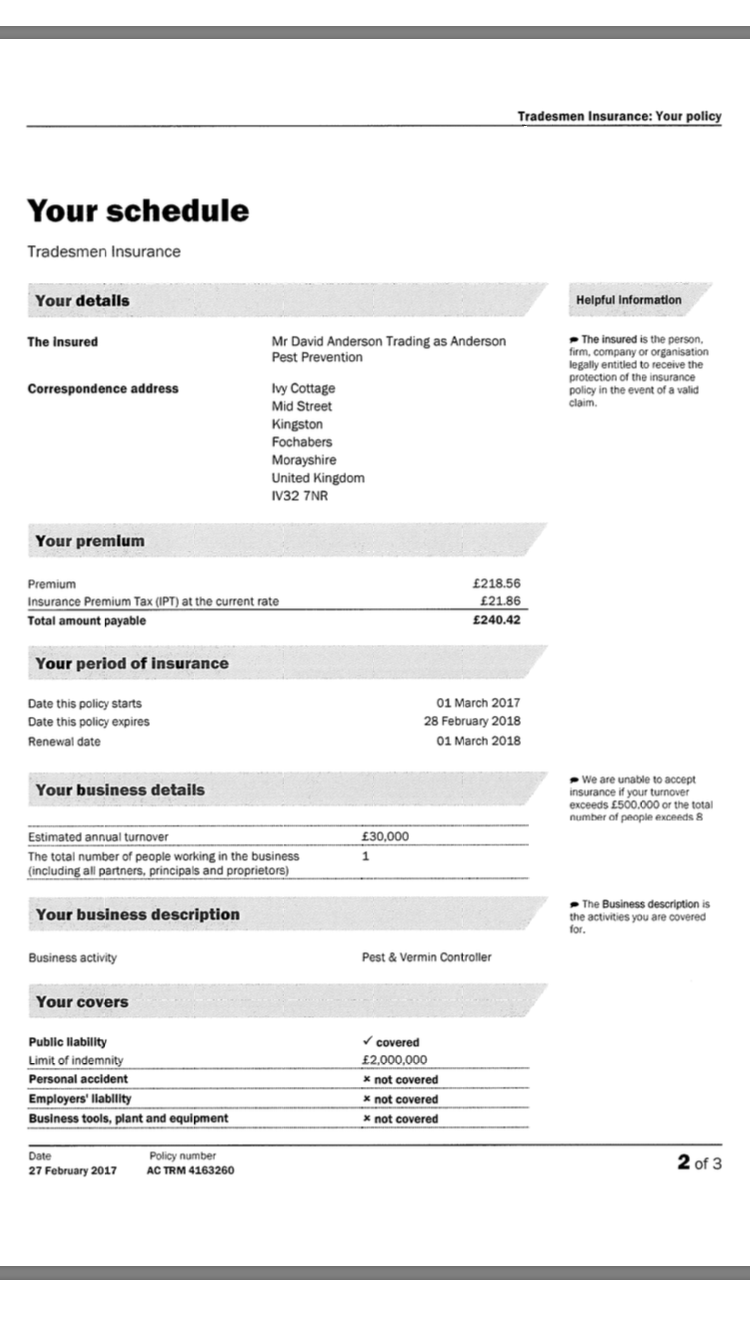 Tradesmen Insurance: Your policy
Your schedule
Tradesmen Insurance
Your details
The insured
Mr David Anderson Trading as Anderson
Pest Prevention
Correspondence address
Ivy Cottage
Mid Street
Kingston
Fochabers
Morayshire
United Kingdom
IV32 7NR
Helpful Information
The insured is the person,
firm, company or organisation
legally entitled to receive the
protection of the insurance
policy in the event of a valid
claim.
Your premium
Premium £218.56
Insurance Premium Tax (IPT) at the current rate £21.86
Total amount payable £240.42
Your period of insurance
Date this policy starts 01 March 2017
Date this policy expires 28 February 2018
Renewal date 01 March 2018
Your business details
Estimated annual turnover £30,000
The total number of people working in the business 1
(including all partners, principals and proprietors)
We are unable to accept
insurance if your turnover
exceeds £500,000 or the total
number of people exceeds 8
Your business description
Business activity Pest & Vermin Controller
The Business description is
the activities you are covered
for.
Your covers
Public liability ✓ covered
Limit of indemnity £2,000,000
Personal accident × not covered
Employers' liability × not covered
Business tools, plant and equipment × not covered
Date Policy number
27 February 2017 AC TRM 4163260
2 of 3